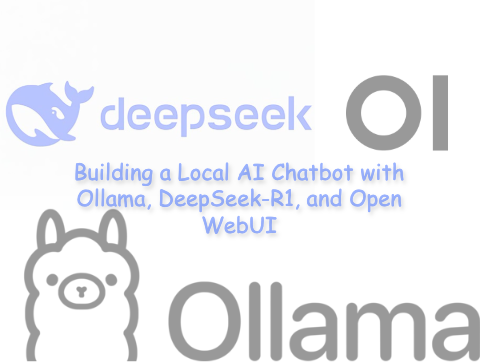 deepseek
OI
Building a Local AI Chatbot with
Ollama, DeepSeek-R1, and Open
WebUI
Ollama